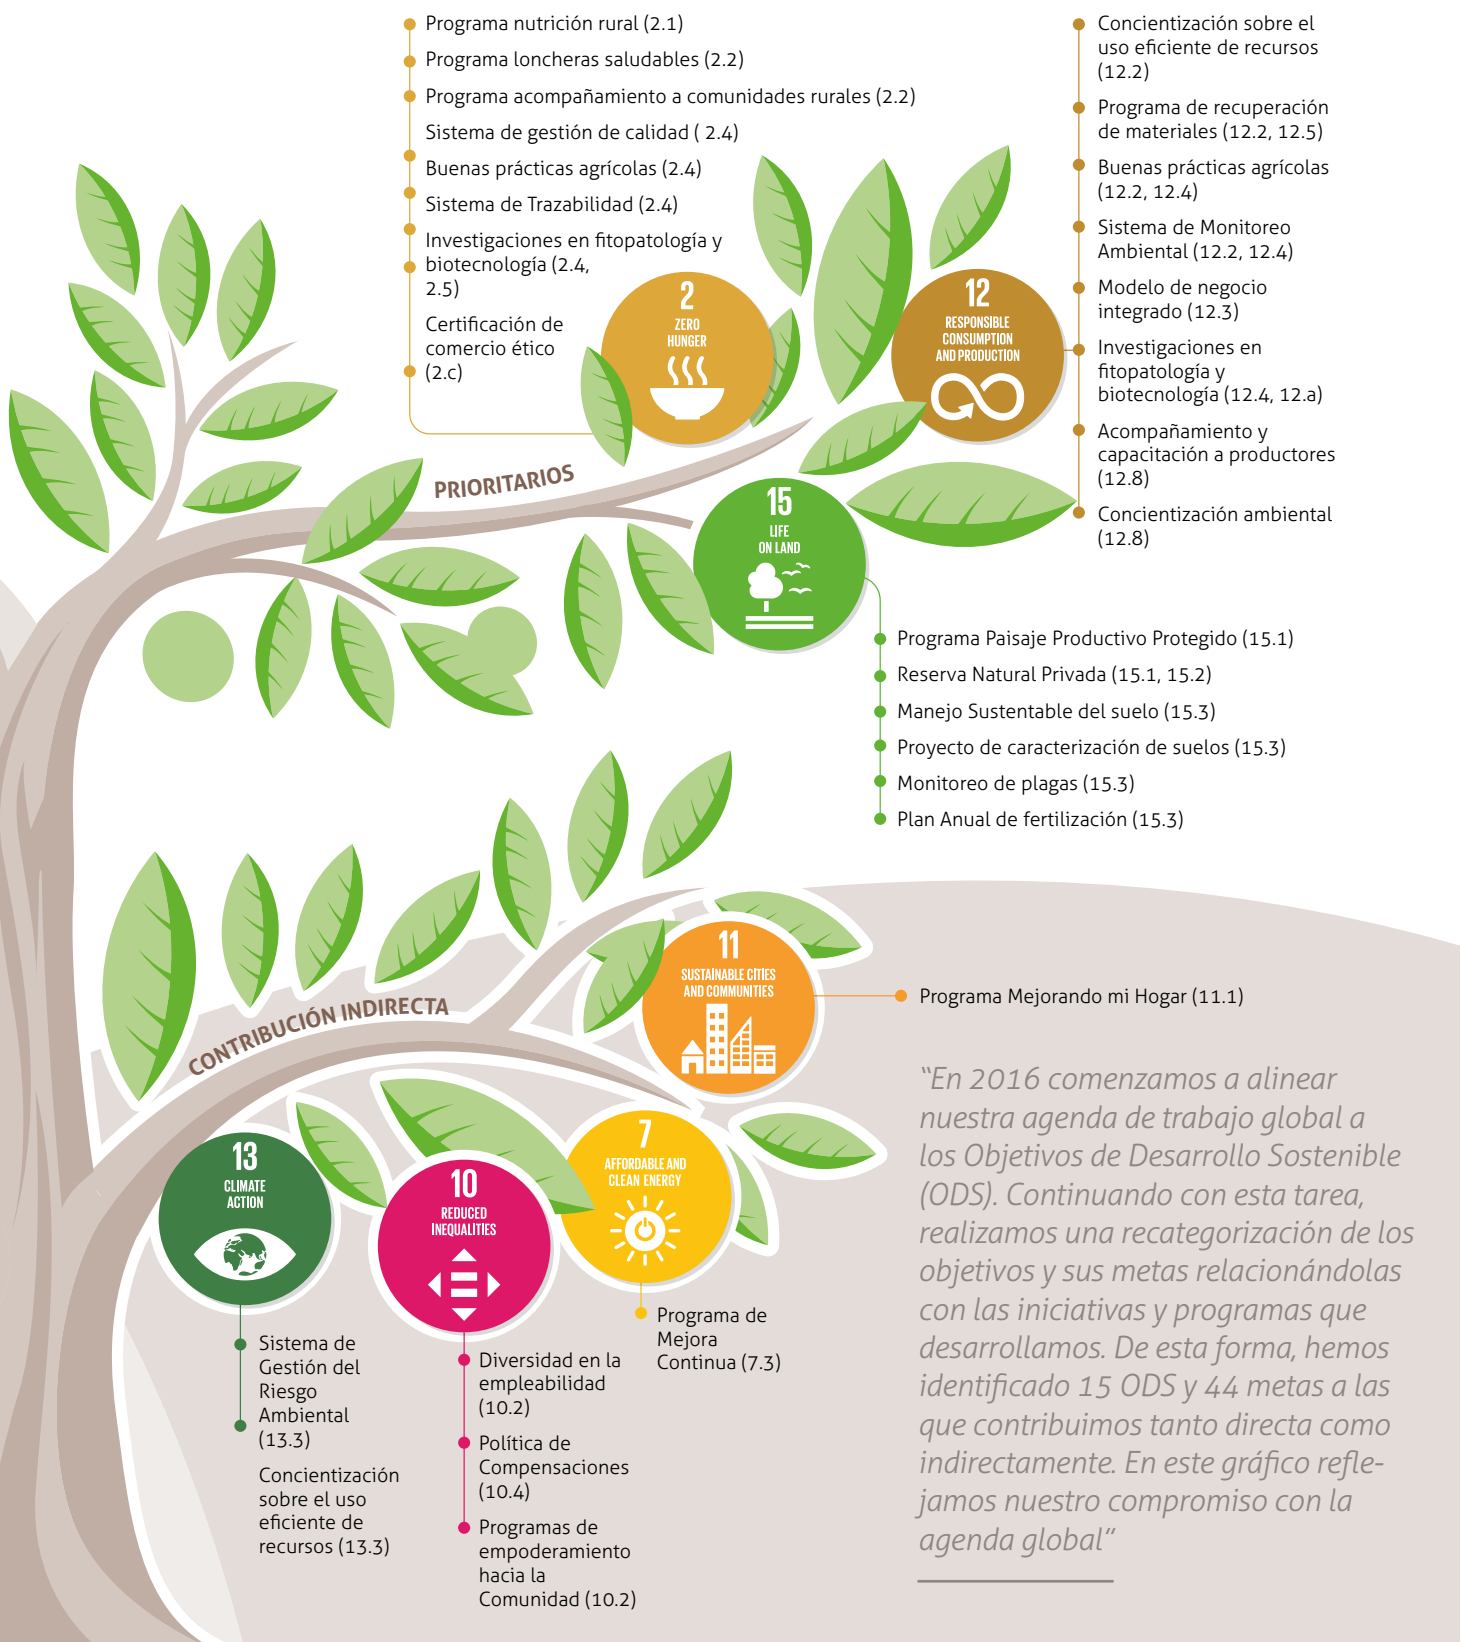 Programa nutrición rural (2.1)
Programa loncheras saludables (2.2)
Programa acompañamiento a comunidades rurales (2.2)
Sistema de gestión de calidad ( 2.4)
Buenas prácticas agrícolas (2.4)
Sistema de Trazabilidad (2.4)
Investigaciones en fitopatología y
biotecnología (2.4,
2.5)
Certificación de
comercio ético
(2.c)
2
ZERO
HUNGER
12
RESPONSIBLE
CONSUMPTION
AND PRODUCTION
Concientización sobre el
uso eficiente de recursos
(12.2)
Programa de recuperación
de materiales (12.2, 12.5)
Buenas prácticas agrícolas
(12.2, 12.4)
Sistema de Monitoreo
Ambiental (12.2, 12.4)
Modelo de negocio
integrado (12.3)
Investigaciones en
fitopatología y
biotecnología (12.4, 12.a)
Acompañamiento y
capacitación a productores
(12.8)
Concientización ambiental
(12.8)
PRIORITARIOS
15
LIFE
ON LAND
Programa Paisaje Productivo Protegido (15.1)
Reserva Natural Privada (15.1, 15.2)
Manejo Sustentable del suelo (15.3)
Proyecto de caracterización de suelos (15.3)
Monitoreo de plagas (15.3)
Plan Anual de fertilización (15.3)
CONTRIBUCIÓN INDIRECTA
11
SUSTAINABLE CITIES
AND COMMUNITIES
Programa Mejorando mi Hogar (11.1)
13
CLIMATE
ACTION
Sistema de
Gestión del
Riesgo
Ambiental
(13.3)
Concientización
sobre el uso
eficiente de
recursos (13.3)
10
REDUCED
INEQUALITIES
Diversidad en la
empleabilidad
(10.2)
Política de
Compensaciones
(10.4)
Programas de
empoderamiento
hacia la
Comunidad (10.2)
7
AFFORDABLE AND
CLEAN ENERGY
Programa de
Mejora
Continua (7.3)
“En 2016 comenzamos a alinear
nuestra agenda de trabajo global a
los Objetivos de Desarrollo Sostenible
(ODS). Continuando con esta tarea,
realizamos una recategorización de los
objetivos y sus metas relacionándolas
con las iniciativas y programas que
desarrollamos. De esta forma, hemos
identificado 15 ODS y 44 metas a las
que contribuimos tanto directa como
indirectamente. En este gráfico refle-
jamos nuestro compromiso con la
agenda global”